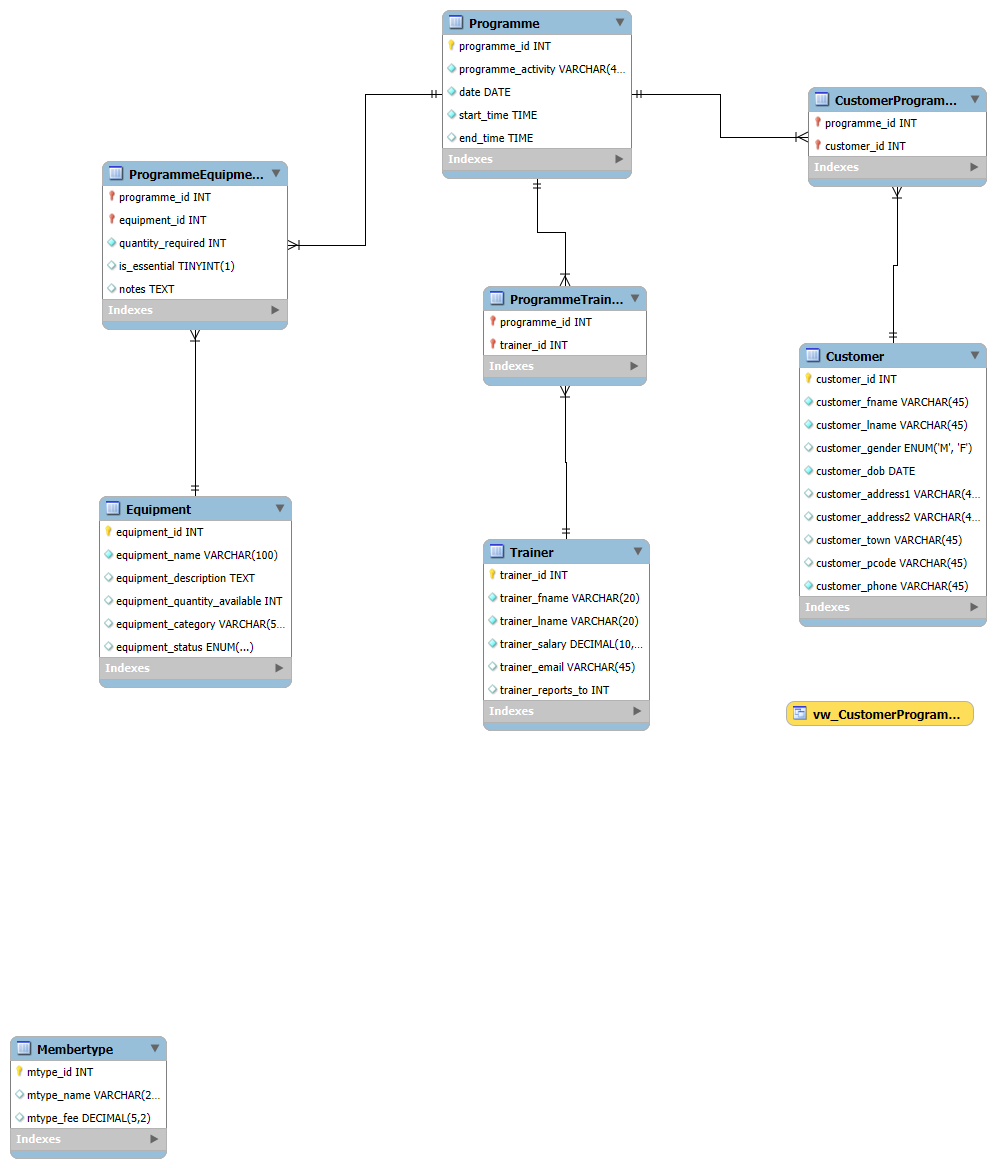 Programme
programme_id INT
programme_activity VARCHAR(4...
date DATE
start_time TIME
end_time TIME
Indexes
CustomerProgram...
programme_id INT
customer_id INT
Indexes
ProgrammeEquipme...
programme_id INT
equipment_id INT
quantity_required INT
is_essential TINYINT(1)
notes TEXT
Indexes
ProgrammeTrain...
programme_id INT
trainer_id INT
Indexes
Customer
customer_id INT
customer_fname VARCHAR(45)
customer_lname VARCHAR(45)
customer_gender ENUM('M', 'F')
customer_dob DATE
customer_address1 VARCHAR(4...
customer_address2 VARCHAR(4...
customer_town VARCHAR(45)
customer_pcode VARCHAR(45)
customer_phone VARCHAR(45)
Indexes
Equipment
equipment_id INT
equipment_name VARCHAR(100)
equipment_description TEXT
equipment_quantity_available INT
equipment_category VARCHAR(5...
equipment_status ENUM(...)
Indexes
Trainer
trainer_id INT
trainer_fname VARCHAR(20)
trainer_lname VARCHAR(20)
trainer_salary DECIMAL(10,...
trainer_email VARCHAR(45)
trainer_reports_to INT
Indexes
vw_CustomerProgram...
Membertype
mtype_id INT
mtype_name VARCHAR(2...
mtype_fee DECIMAL(5,2)
Indexes